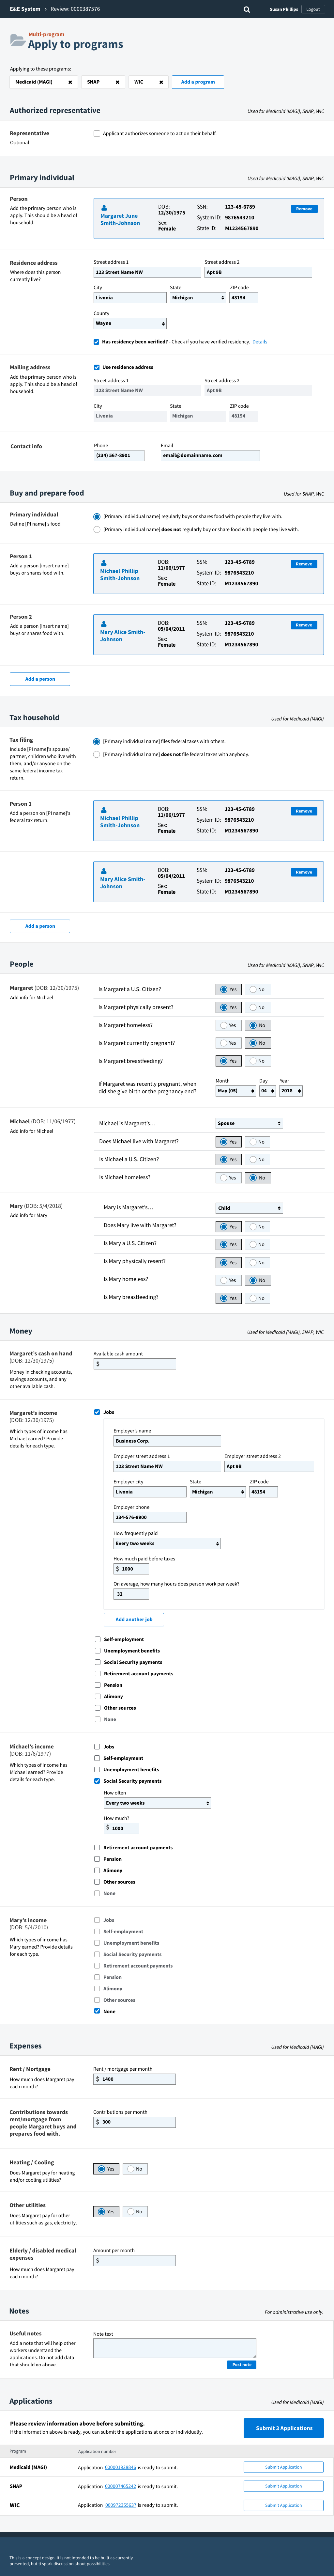 E&E System > Review: 0000387576
Susan Phillips Logout
Multi-program
Apply to programs
Applying to these programs:
Medicaid (MAGI) ✖ SNAP ✖ WIC ✖ Add a program
Authorized representative Used for Medicaid (MAGI), SNAP, WIC
Representative
Optional
Applicant authorizes someone to act on their behalf.
Primary individual Used for Medicaid (MAGI), SNAP, WIC
Person
Add the primary person who is
apply. This should be a head of
household.
Margaret June
Smith-Johnson
DOB:
12/30/1975
Sex:
Female
SSN: 123-45-6789
System ID: 9876543210
State ID: M1234567890
Remove
Residence address
Where does this person
currently live?
Street address 1 Street address 2
123 Street Name NW Apt 9B
City State ZIP code
Livonia Michigan 48154
County
Wayne
Has residency been verified? - Check if you have verified residency. Details
Mailing address
Add the primary person who is
apply. This should be a head of
household.
Use residence address
Street address 1 Street address 2
123 Street Name NW Apt 9B
City State ZIP code
Livonia Michigan 48154
Contact info
Phone Email
(234) 567-8901 email@domainname.com
Buy and prepare food Used for SNAP, WIC
Primary individual
Define [PI name]'s food
[Primary individual name] regularly buys or shares food with people they live with.
[Primary individual name] does not regularly buy or share food with people they live with.
Person 1
Add a person [insert name]
buys or shares food with.
Michael Phillip
Smith-Johnson
DOB:
11/06/1977
Sex:
Female
SSN: 123-45-6789
System ID: 9876543210
State ID: M1234567890
Remove
Person 2
Add a person [insert name]
buys or shares food with.
Mary Alice Smith-
Johnson
DOB:
05/04/2011
Sex:
Female
SSN: 123-45-6789
System ID: 9876543210
State ID: M1234567890
Remove
Add a person
Tax household Used for Medicaid (MAGI)
Tax filing
Include [PI name]'s spouse/
partner, children who live with
them, and/or anyone on the
same federal income tax
return.
[Primary individual name] files federal taxes with others.
[Primary individual name] does not file federal taxes with anybody.
Person 1
Add a person on [PI name]'s
federal tax return.
Michael Phillip
Smith-Johnson
DOB:
11/06/1977
Sex:
Female
SSN: 123-45-6789
System ID: 9876543210
State ID: M1234567890
Remove
Mary Alice Smith-
Johnson
DOB:
05/04/2011
Sex:
Female
SSN: 123-45-6789
System ID: 9876543210
State ID: M1234567890
Remove
Add a person
People Used for Medicaid (MAGI), SNAP, WIC
Margaret (DOB: 12/30/1975)
Add info for Michael
Is Margaret a U.S. Citizen? Yes No
Is Margaret physically present? Yes No
Is Margaret homeless? Yes No
Is Margaret currently pregnant? Yes No
Is Margaret breastfeeding? Yes No
If Margaret was recently pregnant, when
did she give birth or the pregnancy end?
Month Day Year
May (05) 04 2018
Michael (DOB: 11/06/1977)
Add info for Michael
Michael is Margaret's… Spouse
Does Michael live with Margaret? Yes No
Is Michael a U.S. Citizen? Yes No
Is Michael homeless? Yes No
Mary (DOB: 5/4/2018)
Add info for Mary
Mary is Margaret's… Child
Does Mary live with Margaret? Yes No
Is Mary a U.S. Citizen? Yes No
Is Mary physically resent? Yes No
Is Mary homeless? Yes No
Is Mary breastfeeding? Yes No
Money Used for Medicaid (MAGI), SNAP, WIC
Margaret's cash on hand
(DOB: 12/30/1975)
Money in checking accounts,
savings accounts, and any
other available cash.
Available cash amount
$
Margaret's income
(DOB: 12/30/1975)
Which types of income has
Michael earned? Provide
details for each type.
Jobs
Employer's name
Business Corp.
Employer street address 1 Employer street address 2
123 Street Name NW Apt 9B
Employer city State ZIP code
Livonia Michigan 48154
Employer phone
234-576-8900
How frequently paid
Every two weeks
How much paid before taxes
$ 1000
On average, how many hours does person work per week?
32
Add another job
Self-employment
Unemployment benefits
Social Security payments
Retirement account payments
Pension
Alimony
Other sources
None
Michael's income
(DOB: 11/6/1977)
Which types of income has
Michael earned? Provide
details for each type.
Jobs
Self-employment
Unemployment benefits
Social Security payments
How often
Every two weeks
How much?
$ 1000
Retirement account payments
Pension
Alimony
Other sources
None
Mary's income
(DOB: 5/4/2010)
Which types of income has
Mary earned? Provide details
for each type.
Jobs
Self-employment
Unemployment benefits
Social Security payments
Retirement account payments
Pension
Alimony
Other sources
None
Expenses Used for Medicaid (MAGI)
Rent / Mortgage
How much does Margaret pay
each month?
Rent / mortgage per month
$ 1400
Contributions towards
rent/mortgage from
people Margaret buys and
prepares food with.
Contributions per month
$ 300
Heating / Cooling
Does Margaret pay for heating
and/or cooling utilities?
Yes No
Other utilities
Does Margaret pay for other
utilities such as gas, electricity,
Yes No
Elderly / disabled medical
expenses
How much does Margaret pay
each month?
Amount per month
$
Notes For administrative use only.
Useful notes
Add a note that will help other
workers understand the
applications. Do not add data
that should go above.
Note text
Post note
Applications Used for Medicaid (MAGI)
Please review information above before submitting.
If the information above is ready, you can submit the applications at once or individually.
Submit 3 Applications
Program Application number
Medicaid (MAGI) Application 000001928846 is ready to submit. Submit Application
SNAP Application 000007465242 is ready to submit. Submit Application
WIC Application 000972355637 is ready to submit. Submit Application
This is a concept design. It is not intended to be built as currently
presented, but ti spark discussion about possibilities.